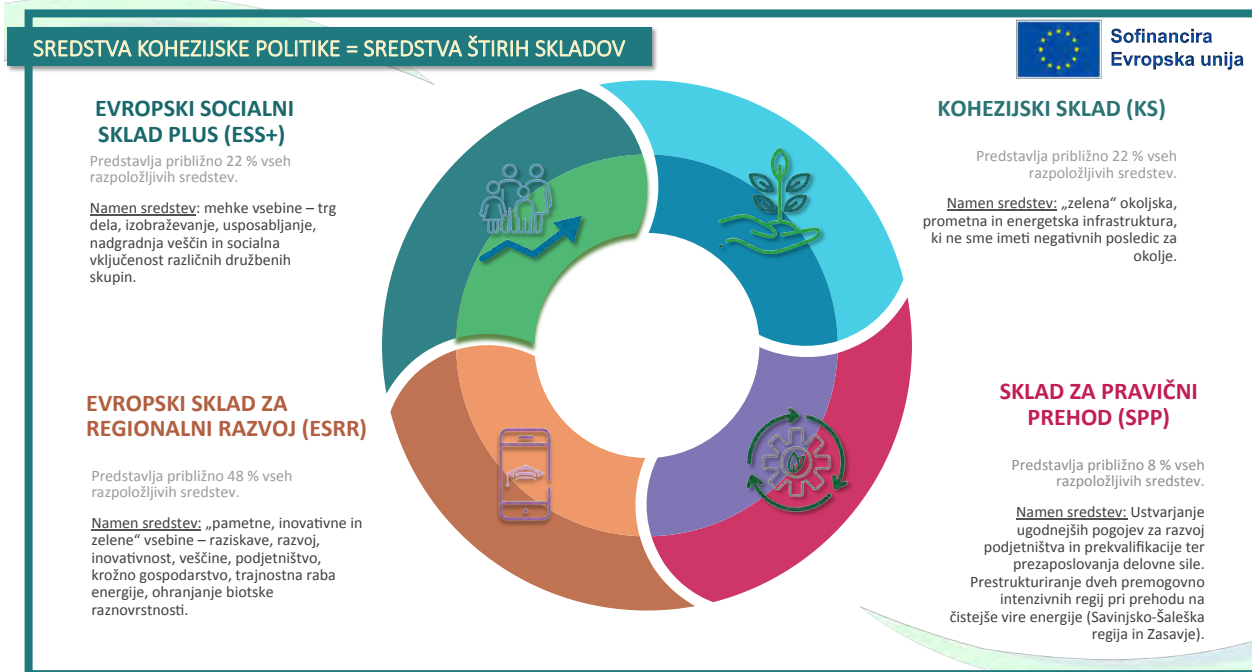 SREDSTVA KOHEZIJSKE POLITIKE = SREDSTVA ŠTIRIH SKLADOV
Sofinancira
Evropska unija
EVROPSKI SOCIALNI
SKLAD PLUS (ESS+)
Predstavlja približno 22 % vseh
razpoložljivih sredstev.
Namen sredstev: mehke vsebine – trg
dela, izobraževanje, usposabljanje,
nadgradnja veščin in socialna
vključenost različnih družbenih
skupin.
KOHEZIJSKI SKLAD (KS)
Predstavlja približno 22 % vseh
razpoložljivih sredstev.
Namen sredstev: „zelena“ okoljska,
prometna in energetska infrastruktura,
ki ne sme imeti negativnih posledic za
okolje.
EVROPSKI SKLAD ZA
REGIONALNI RAZVOJ (ESRR)
Predstavlja približno 48 % vseh
razpoložljivih sredstev.
Namen sredstev: „pametne, inovativne in
zelene“ vsebine – raziskave, razvoj,
inovativnost, veščine, podjetništvo,
krožno gospodarstvo, trajnostna raba
energije, ohranjanje biotske
raznovrstnosti.
SKLAD ZA PRAVIČNI
PREHOD (SPP)
Predstavlja približno 8 % vseh
razpoložljivih sredstev.
Namen sredstev: Ustvarjanje
ugodnejših pogojev za razvoj
podjetništva in prekvalifikacije ter
prezaposlovanja delovne sile.
Prestrukturiranje dveh premogovno
intenzivnih regij pri prehodu na
čistejše vire energije (Savinjsko-Šaleška
regija in Zasavje).